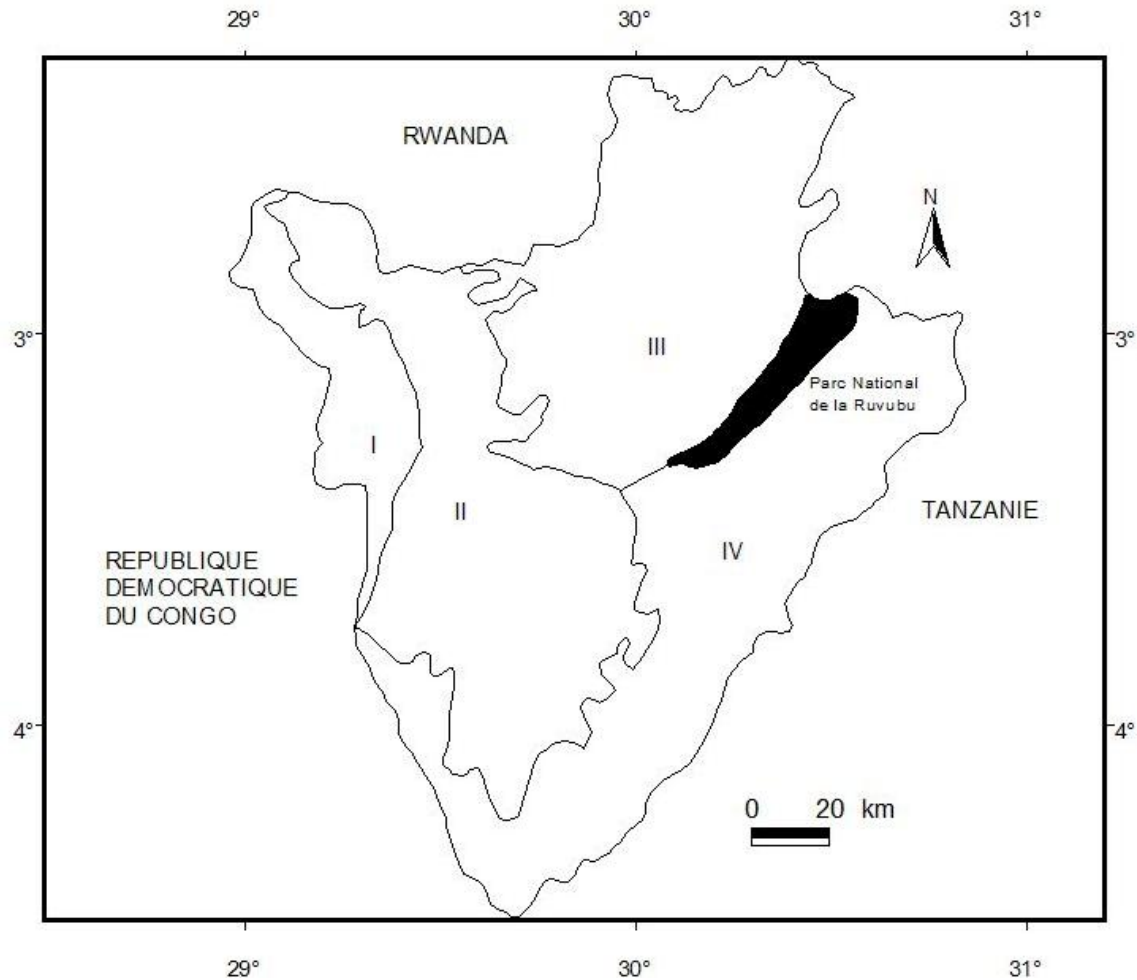 29°
30°
31°
RWANDA
N
3°
3°
III
Parc National
de la Ruvubu
I
II
TANZANIE
IV
REPUBLIQUE
DEMOCRATIQUE
DU CONGO
4°
4°
0 20 km
29°
30°
31°